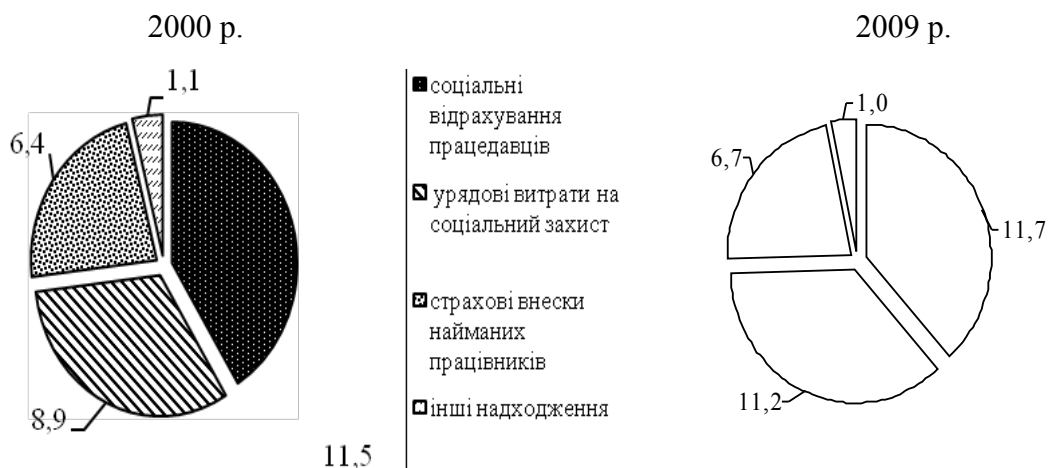 2000 р.
2009 р.
1,1
6,4
8,9
11,5
соціальні
відрахування
працедавців
урядові витрати на
соціальний захист
страхові внески
найманих
працівників
інші надходження
1,0
6,7
11,7
11,2